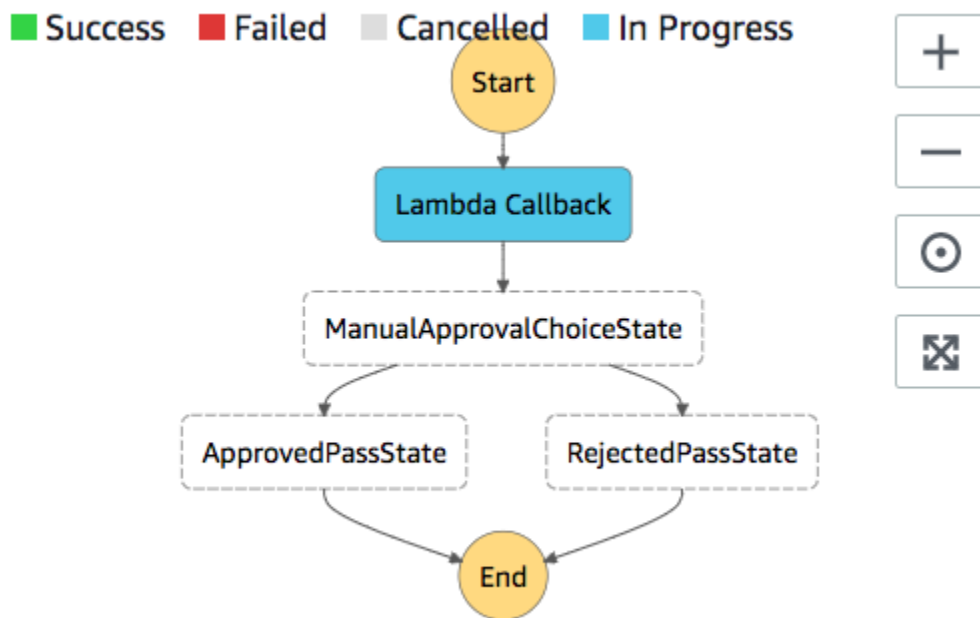 Success Failed Cancelled In Progress
Start
Lambda Callback
ManualApprovalChoiceState
ApprovedPassState RejectedPassState
End